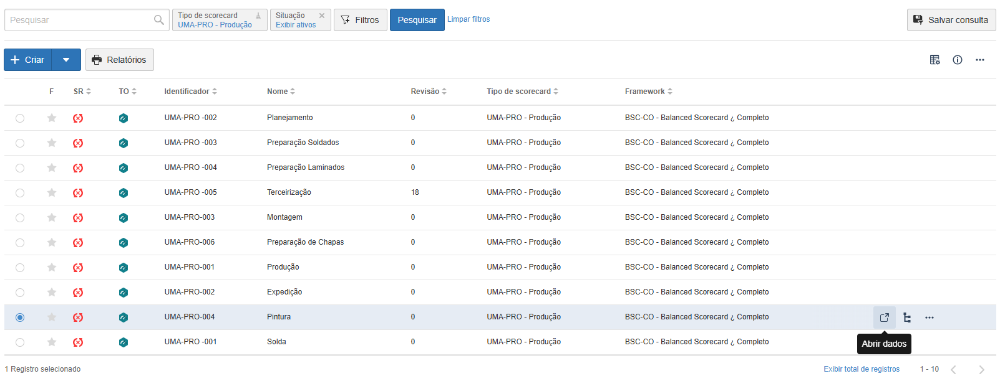 Pesquisar
Tipo de scorecard
UMA-PRO - Produção
Situação
Exibir ativos
Filtros
Pesquisar
Limpar filtros
Salvar consulta
Criar
Relatórios
F SR TO Identificador Nome Revisão Tipo de scorecard Framework
UMA-PRO -002 Planejamento 0 UMA-PRO - Produção BSC-CO - Balanced Scorecard ¿ Completo
UMA-PRO -003 Preparação Soldados 0 UMA-PRO - Produção BSC-CO - Balanced Scorecard ¿ Completo
UMA-PRO -004 Preparação Laminados 0 UMA-PRO - Produção BSC-CO - Balanced Scorecard ¿ Completo
UMA-PRO -005 Terceirização 18 UMA-PRO - Produção BSC-CO - Balanced Scorecard ¿ Completo
UMA-PRO-003 Montagem 0 UMA-PRO - Produção BSC-CO - Balanced Scorecard ¿ Completo
UMA-PRO-006 Preparação de Chapas 0 UMA-PRO - Produção BSC-CO - Balanced Scorecard ¿ Completo
UMA-PRO-001 Produção 0 UMA-PRO - Produção BSC-CO - Balanced Scorecard ¿ Completo
UMA-PRO-002 Expedição 0 UMA-PRO - Produção BSC-CO - Balanced Scorecard ¿ Completo
UMA-PRO-004 Pintura 0 UMA-PRO - Produção BSC-CO - Balanced Scorecard ¿ Completo
UMA-PRO -001 Solda 0 UMA-PRO - Produção BSC-CO - Balanced Scorecard ¿ Completo
Abrir dados
1 Registro selecionado Exibir total de registros 1 - 10